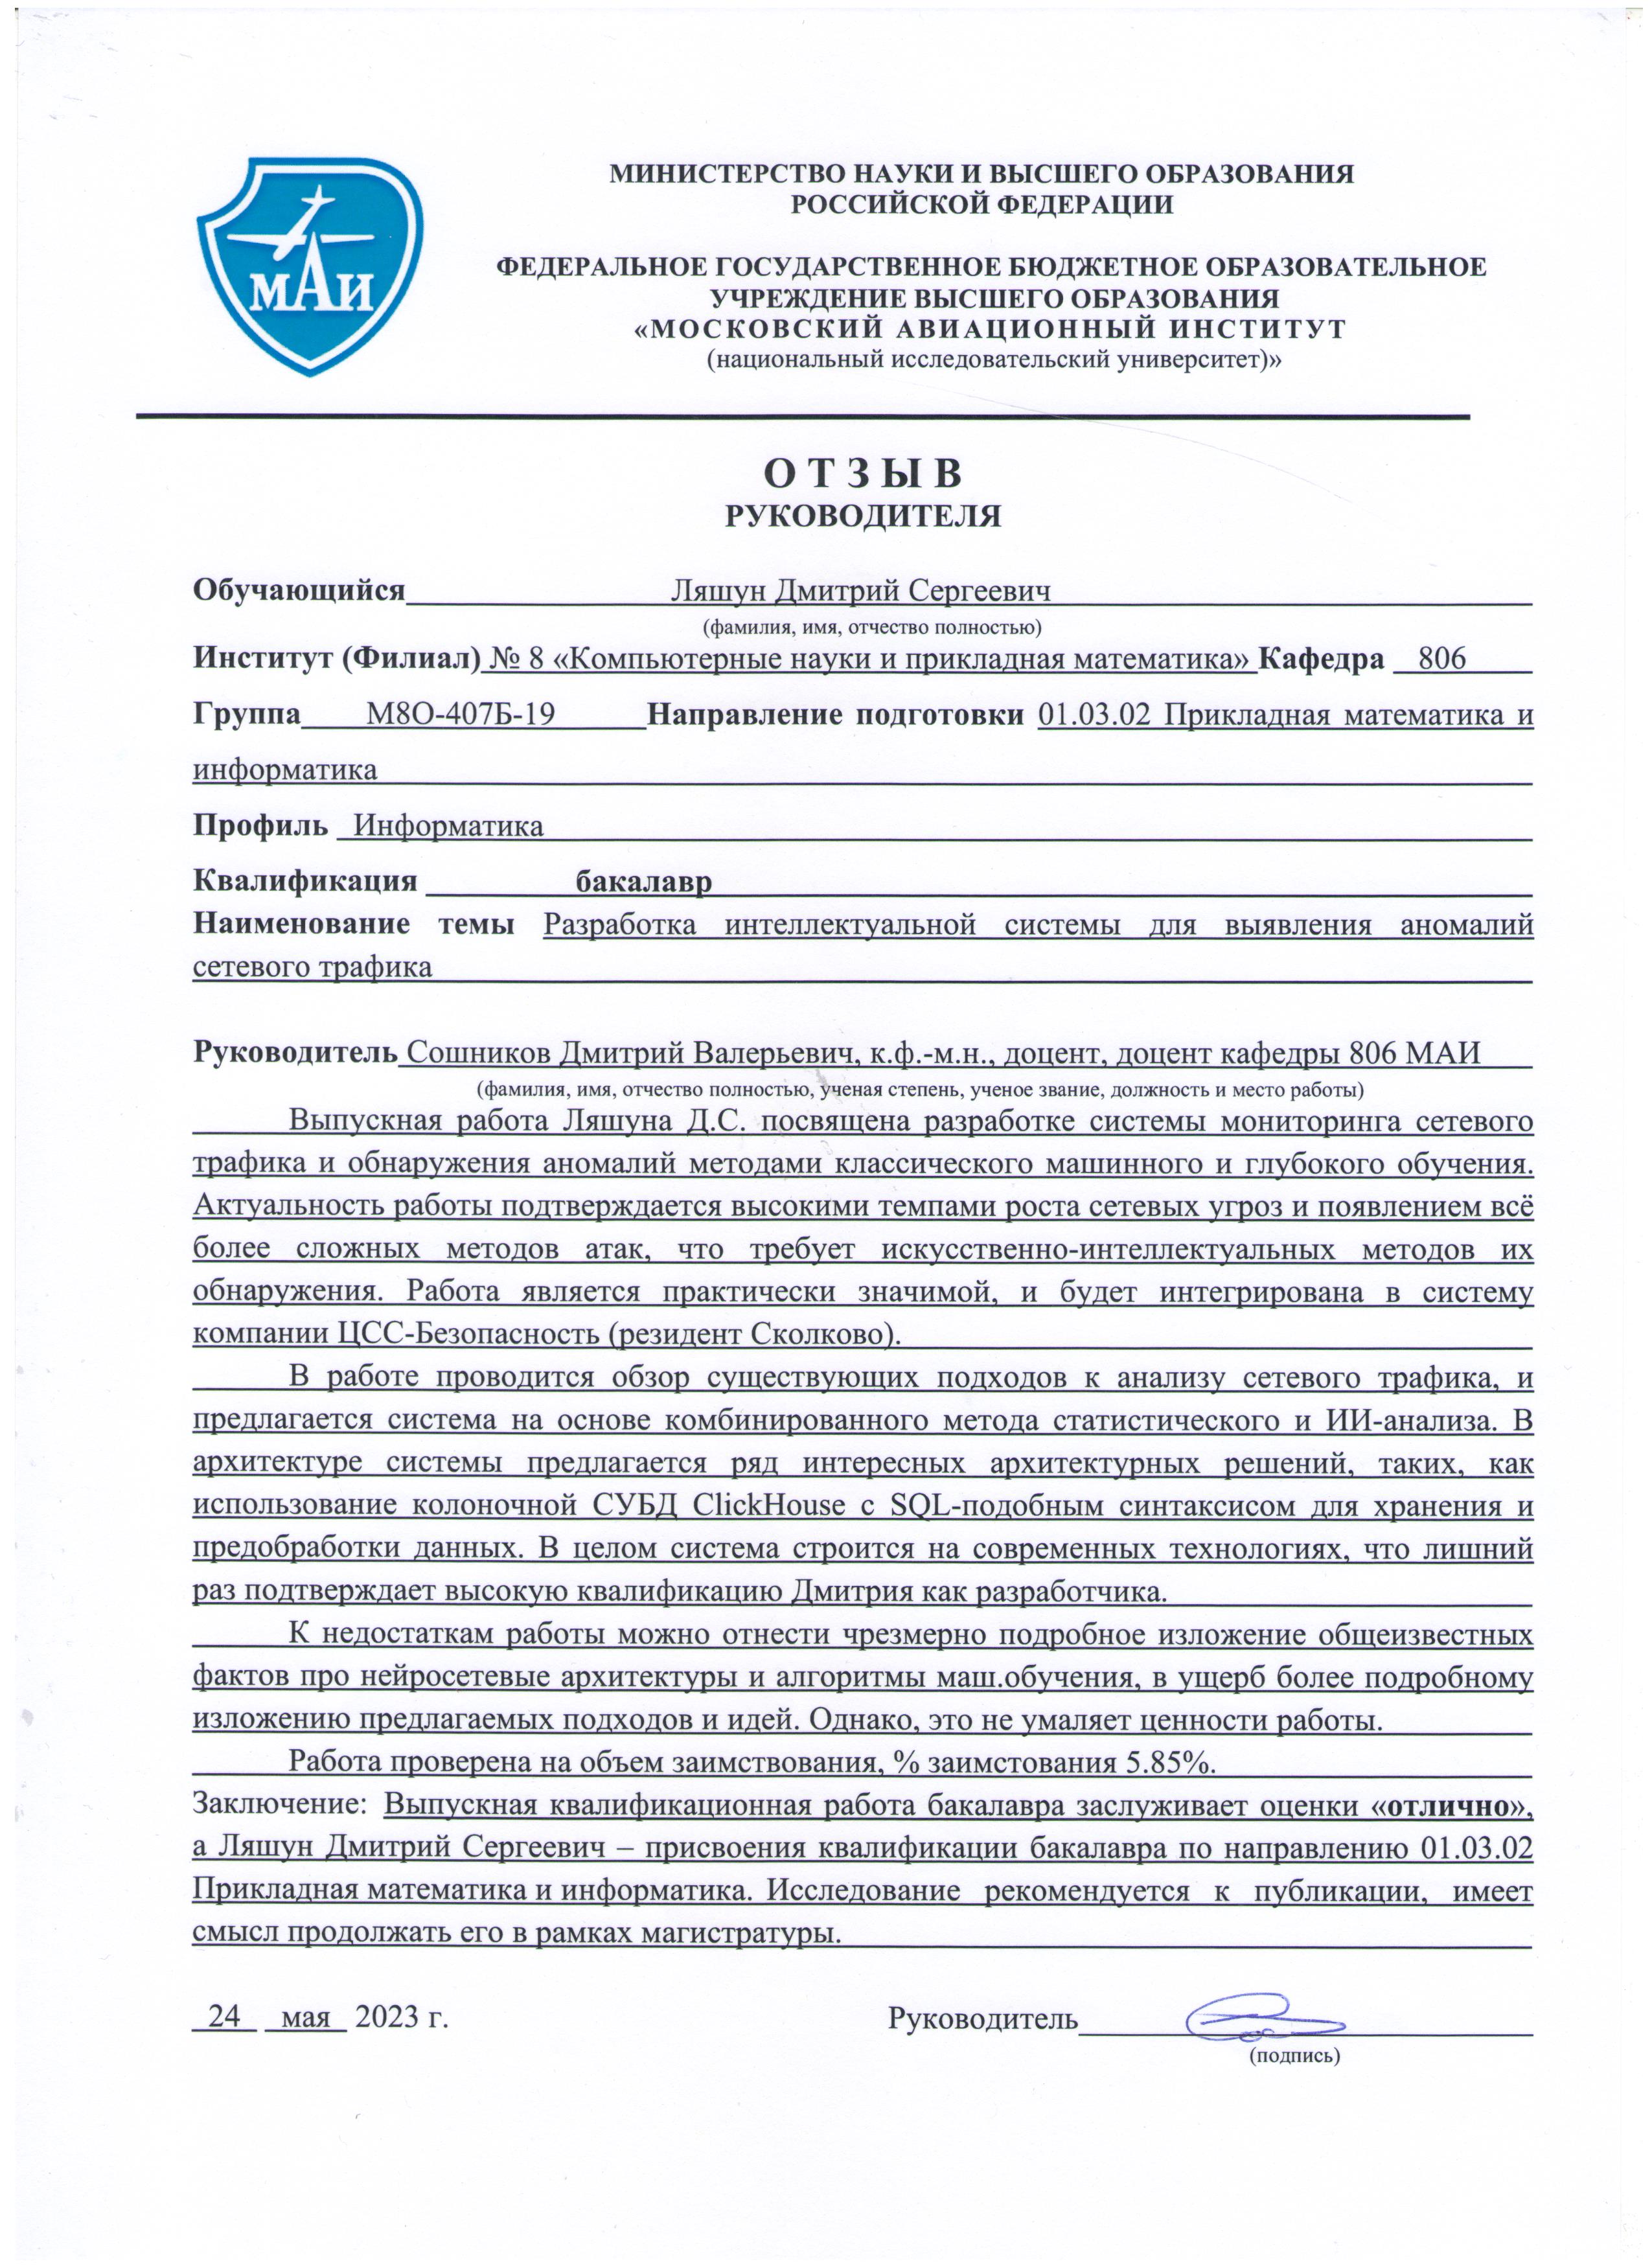 МАИ
МИНИСТЕРСТВО НАУКИ И ВЫСШЕГО ОБРАЗОВАНИЯ
РОССИЙСКОЙ ФЕДЕРАЦИИ
ФЕДЕРАЛЬНОЕ ГОСУДАРСТВЕННОЕ БЮДЖЕТНОЕ ОБРАЗОВАТЕЛЬНОЕ
УЧРЕЖДЕНИЕ ВЫСШЕГО ОБРАЗОВАНИЯ
«МОСКОВСКИЙ АВИАЦИОННЫЙ ИНСТИТУТ
(национальный исследовательский университет)»
О Т З Ы В
РУКОВОДИТЕЛЯ
Обучающийся Ляшун Дмитрий Сергеевич
(фамилия, имя, отчество полностью)
Институт (Филиал) № 8 «Компьютерные науки и прикладная математика» Кафедра 806
Группа М8О-407Б-19 Направление подготовки 01.03.02 Прикладная математика и
информатика
Профиль Информатика
Квалификация бакалавр
Наименование темы Разработка интеллектуальной системы для выявления аномалий
сетевого трафика
Руководитель Сошников Дмитрий Валерьевич, к.ф.-м.н., доцент, доцент кафедры 806 МАИ
(фамилия, имя, отчество полностью, ученая степень, ученое звание, должность и место работы)
Выпускная работа Ляшуна Д.С. посвящена разработке системы мониторинга сетевого
трафика и обнаружения аномалий методами классического машинного и глубокого обучения.
Актуальность работы подтверждается высокими темпами роста сетевых угроз и появлением всё
более сложных методов атак, что требует искусственно-интеллектуальных методов их
обнаружения. Работа является практически значимой, и будет интегрирована в систему
компании ЦСС-Безопасность (резидент Сколково).
В работе проводится обзор существующих подходов к анализу сетевого трафика, и
предлагается система на основе комбинированного метода статистического и ИИ-анализа. В
архитектуре системы предлагается ряд интересных архитектурных решений, таких, как
использование колоночной СУБД ClickHouse с SQL-подобным синтаксисом для хранения и
предобработки данных. В целом система строится на современных технологиях, что лишний
раз подтверждает высокую квалификацию Дмитрия как разработчика.
К недостаткам работы можно отнести чрезмерно подробное изложение общеизвестных
фактов про нейросетевые архитектуры и алгоритмы маш.обучения, в ущерб более подробному
изложению предлагаемых подходов и идей. Однако, это не умаляет ценности работы.
Работа проверена на объем заимствования, % заимстования 5.85%.
Заключение: Выпускная квалификационная работа бакалавра заслуживает оценки «отлично»,
а Ляшун Дмитрий Сергеевич – присвоения квалификации бакалавра по направлению 01.03.02
Прикладная математика и информатика. Исследование рекомендуется к публикации, имеет
смысл продолжать его в рамках магистратуры.
24 мая 2023 г. Руководитель
(подпись)